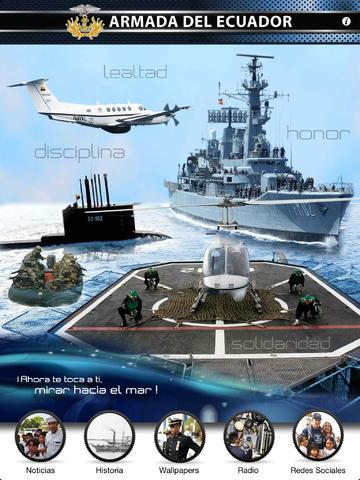 ARMADA DEL ECUADOR
i
lealtad
honor
disciplina
solidaridad
¡Ahora te toca a ti,
mirar hacia el mar!
Noticias
Historia
Wallpapers
Radio
Redes Sociales